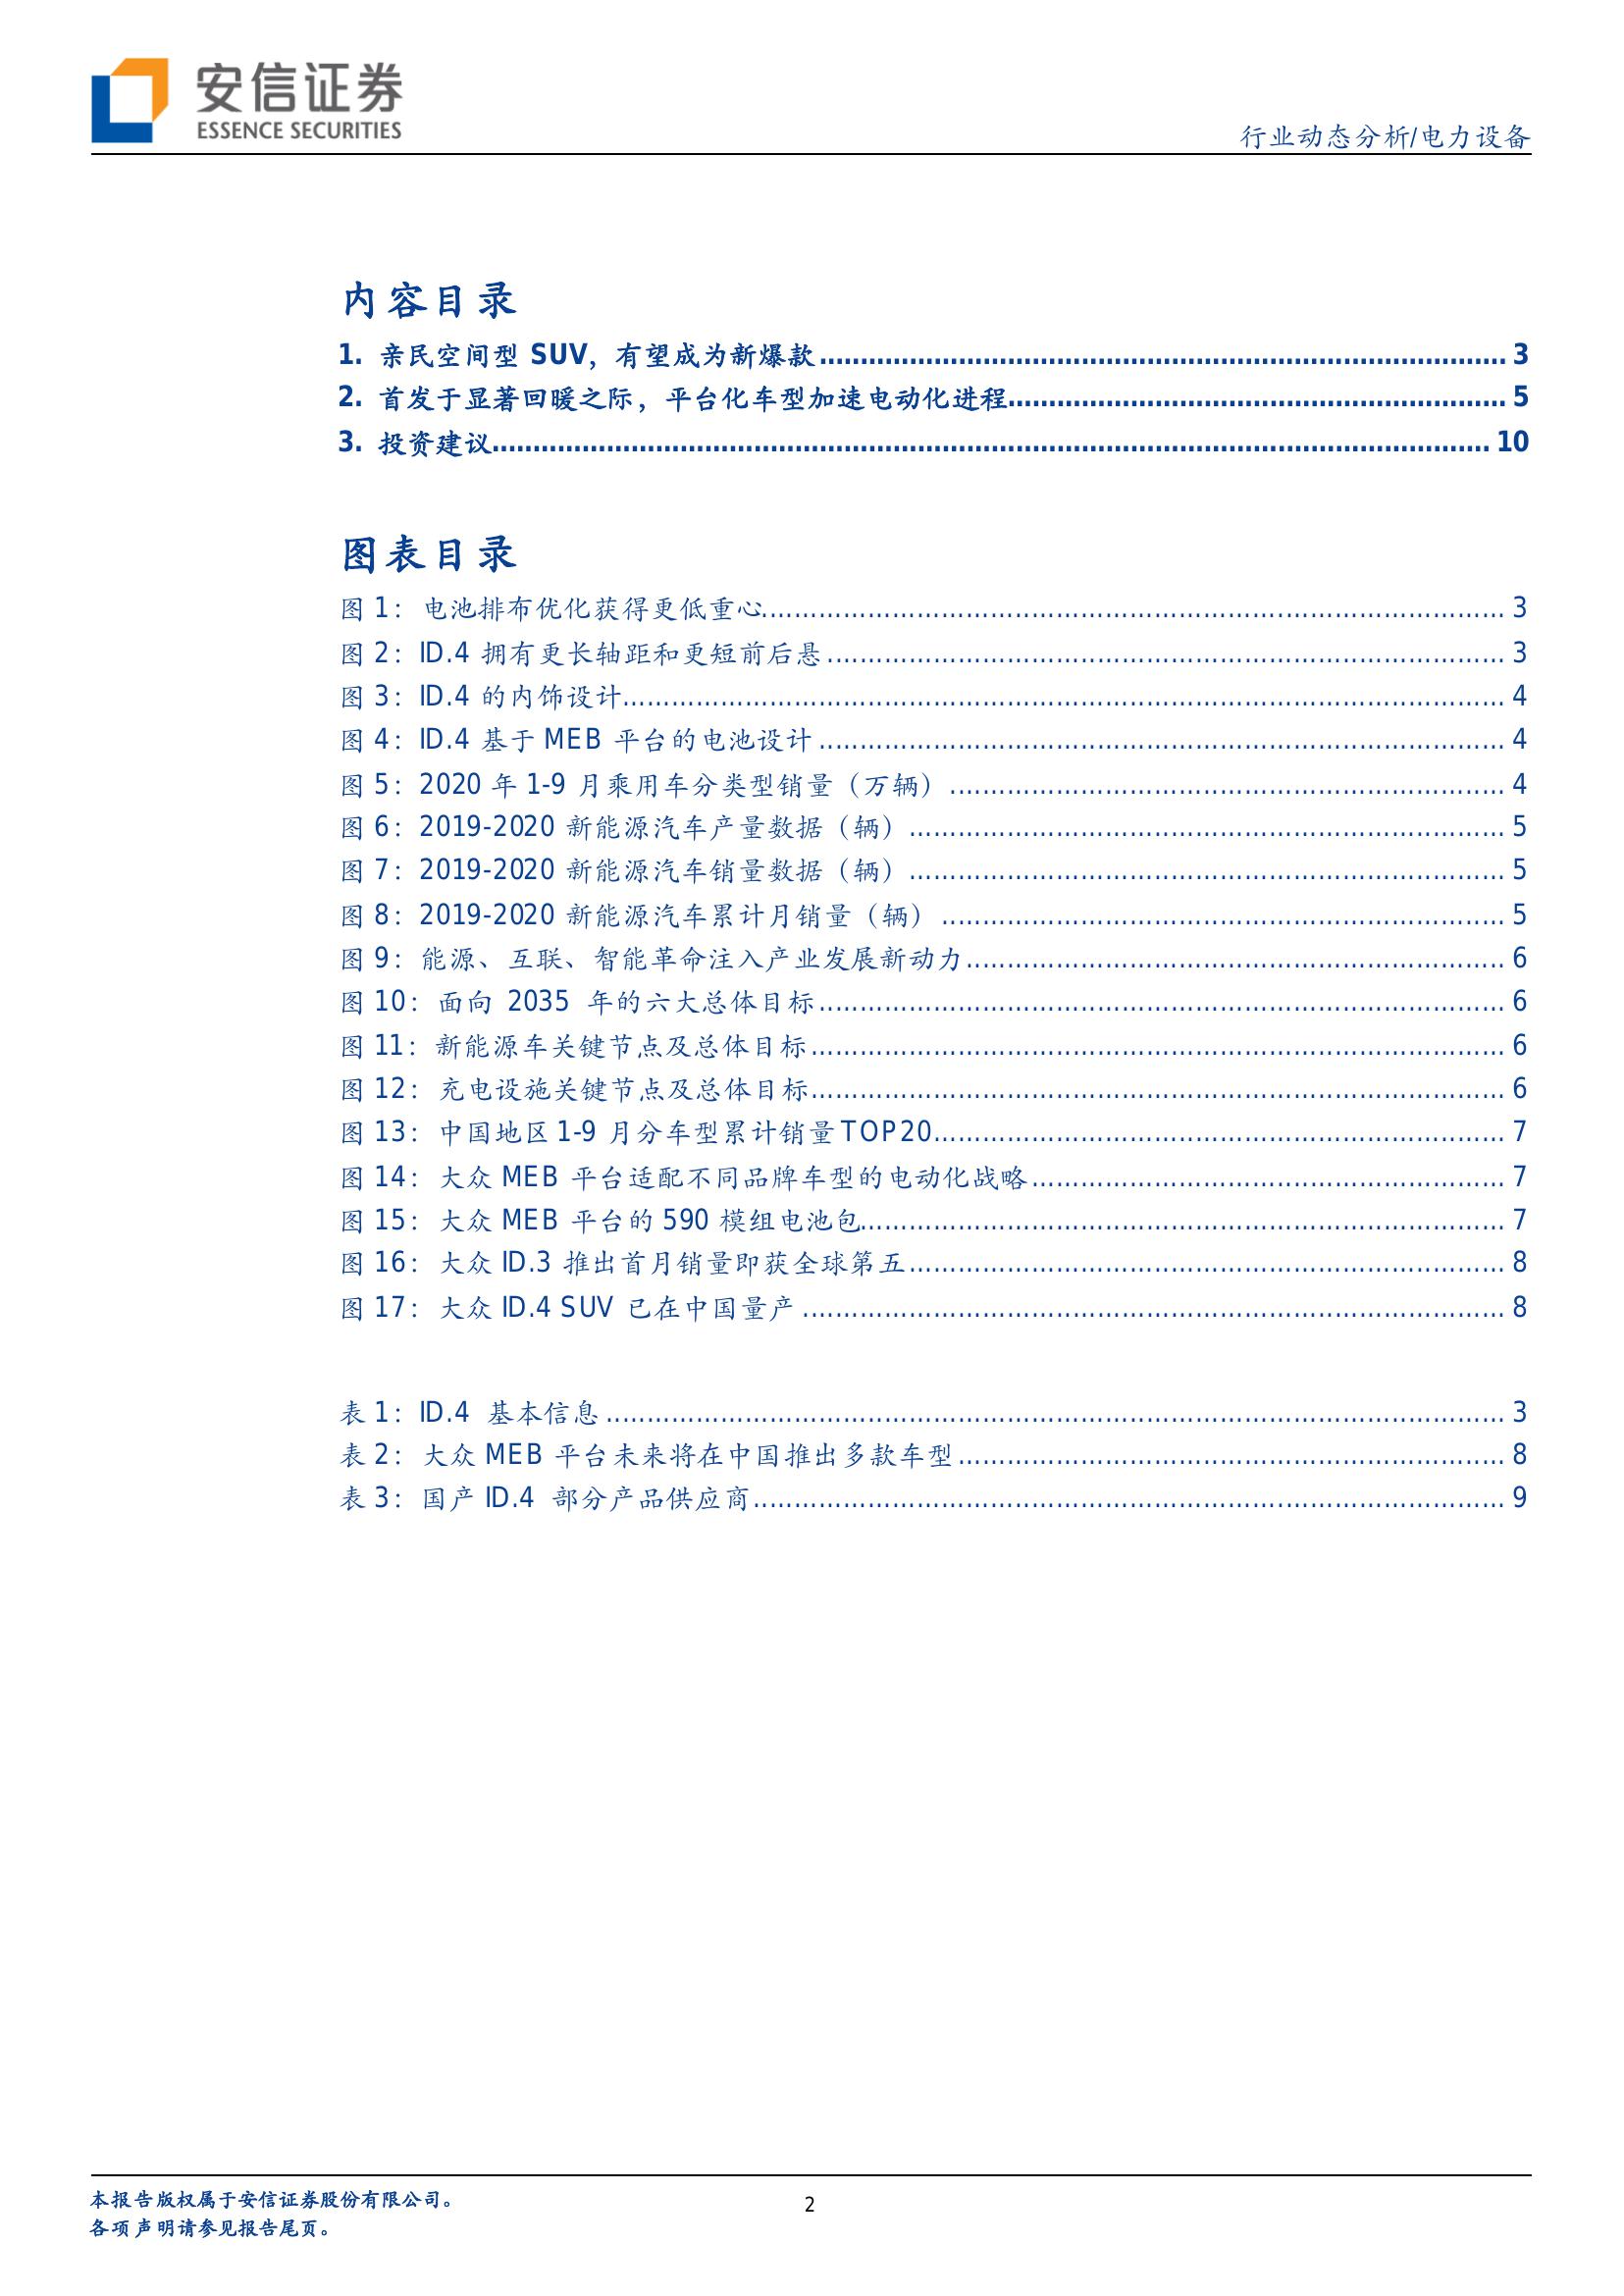 安信证券
ESSENCE SECURITIES
行业动态分析/电力设备
内容目录
1. 亲民空间型 SUV，有望成为新爆款 3
2. 首发于显著回暖之际，平台化车型加速电动化进程 5
3. 投资建议 10
图表目录
图 1：电池排布优化获得更低重心 3
图 2：ID.4 拥有更长轴距和更短前后悬 3
图 3：ID.4 的内饰设计 4
图 4：ID.4 基于 MEB 平台的电池设计 4
图 5：2020 年 1-9 月乘用车分类型销量（万辆） 4
图 6：2019-2020 新能源汽车产量数据（辆） 5
图 7：2019-2020 新能源汽车销量数据（辆） 5
图 8：2019-2020 新能源汽车累计月销量（辆） 5
图 9：能源、互联、智能革命注入产业发展新动力 6
图 10：面向 2035 年的六大总体目标 6
图 11：新能源车关键节点及总体目标 6
图 12：充电设施关键节点及总体目标 6
图 13：中国地区 1-9 月分车型累计销量 TOP20 7
图 14：大众 MEB 平台适配不同品牌车型的电动化战略 7
图 15：大众 MEB 平台的 590 模组电池包 7
图 16：大众 ID.3 推出首月销量即获全球第五 8
图 17：大众 ID.4 SUV 已在中国量产 8
表 1：ID.4 基本信息 3
表 2：大众 MEB 平台未来将在中国推出多款车型 8
表 3：国产 ID.4 部分产品供应商 9
本报告版权属于安信证券股份有限公司。
各项声明请参见报告尾页。
2